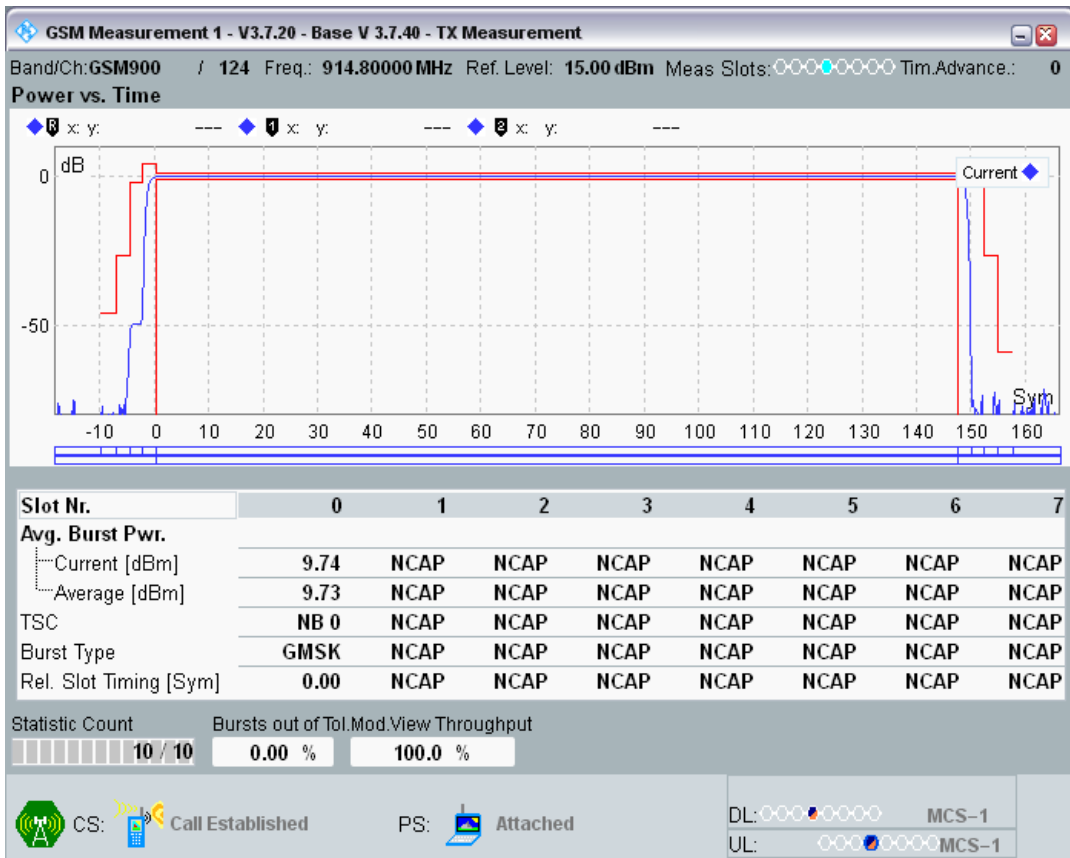 GSM Measurement 1 - V3.7.20 - Base V 3.7.40 - TX Measurement
Band/Ch:GSM900 / 124 Freq.: 914.80000 MHz Ref. Level: 15.00 dBm Meas Slots: Tim.Advance.: 0
Power vs. Time
R x: y: --- 1 x: y: --- 2 x: y: ---
dB
Current
0
-50
Sym
-10 0 10 20 30 40 50 60 70 80 90 100 110 120 130 140 150 160
Slot Nr. 0 1 2 3 4 5 6 7
Avg. Burst Pwr.
Current [dBm] 9.74 NCAP NCAP NCAP NCAP NCAP NCAP NCAP
Average [dBm] 9.73 NCAP NCAP NCAP NCAP NCAP NCAP NCAP
TSC NB 0 NCAP NCAP NCAP NCAP NCAP NCAP NCAP
Burst Type GMSK NCAP NCAP NCAP NCAP NCAP NCAP NCAP
Rel. Slot Timing [Sym] 0.00 NCAP NCAP NCAP NCAP NCAP NCAP NCAP
Statistic Count Bursts out of Tol.Mod.View Throughput
10 / 10 0.00 % 100.0 %
CS: Call Established PS: Attached
DL: MCS-1
UL: MCS-1